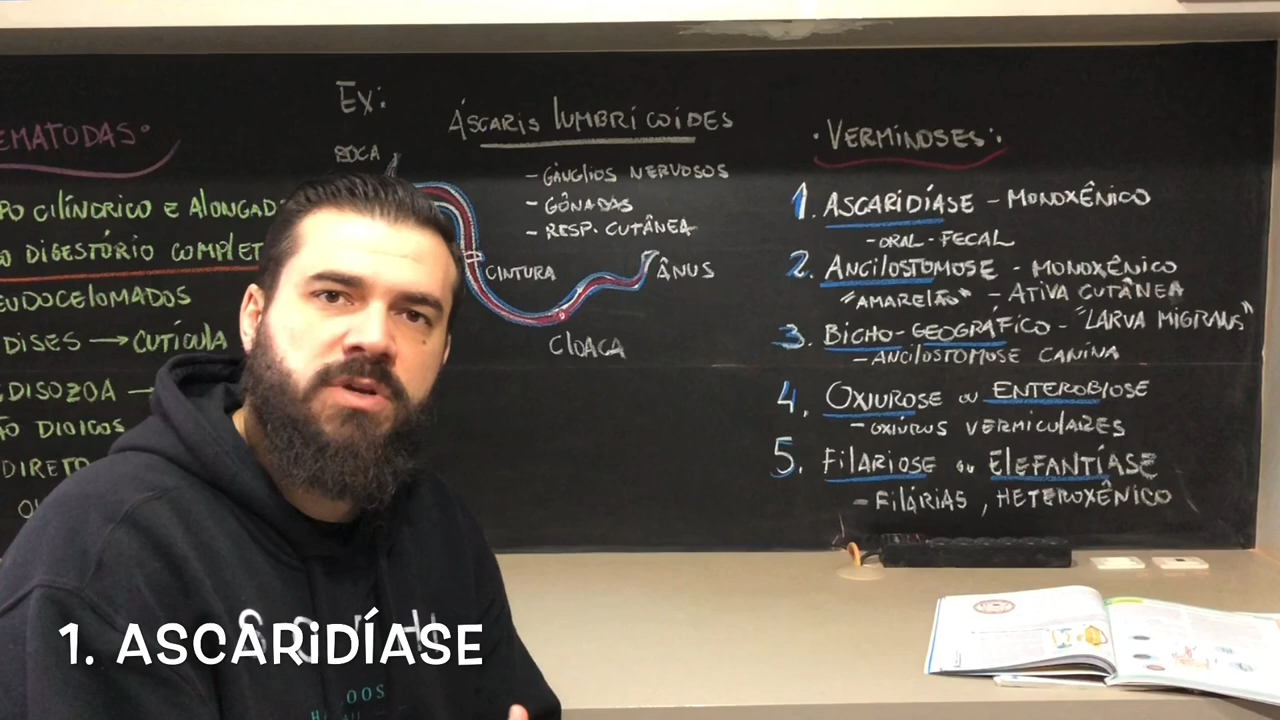 EMATODAS:
PO CILÍNDRICO E ALONGAD
O DIGESTÓRIO COMPLET
EUDOCELOMADOS
DISES → CUTÍCULA
DISOZOA →
ÃO DIOICOS
DIRETO
Ex:
ÁSCARIS LUMBRICOIDES
BOCA
- GÂNGLIOS NERVOSOS
- GÔNADAS
- RESP. CUTÂNEA
CINTURA
ÂNUS
CLOACA
· VERMINOSES:
1. ASCARIDÍASE - MONOXÊNICO
- ORAL-FECAL
2. ANCILOSTOMOSE - MONOXÊNICO
"AMARELÃO" - ATIVA CUTÂNEA
3. BICHO-GEOGRÁFICO - "LARVA MIGRANS"
- ANCILOSTOMOSE CANINA
4. OXIUROSE OU ENTEROBIOSE
- OXIÚRUS VERMICULARES
5. FILARIOSE OU ELEFANTÍASE
- FILÁRIAS, HETEROXÊNICO
1. ASCARIDÍASE